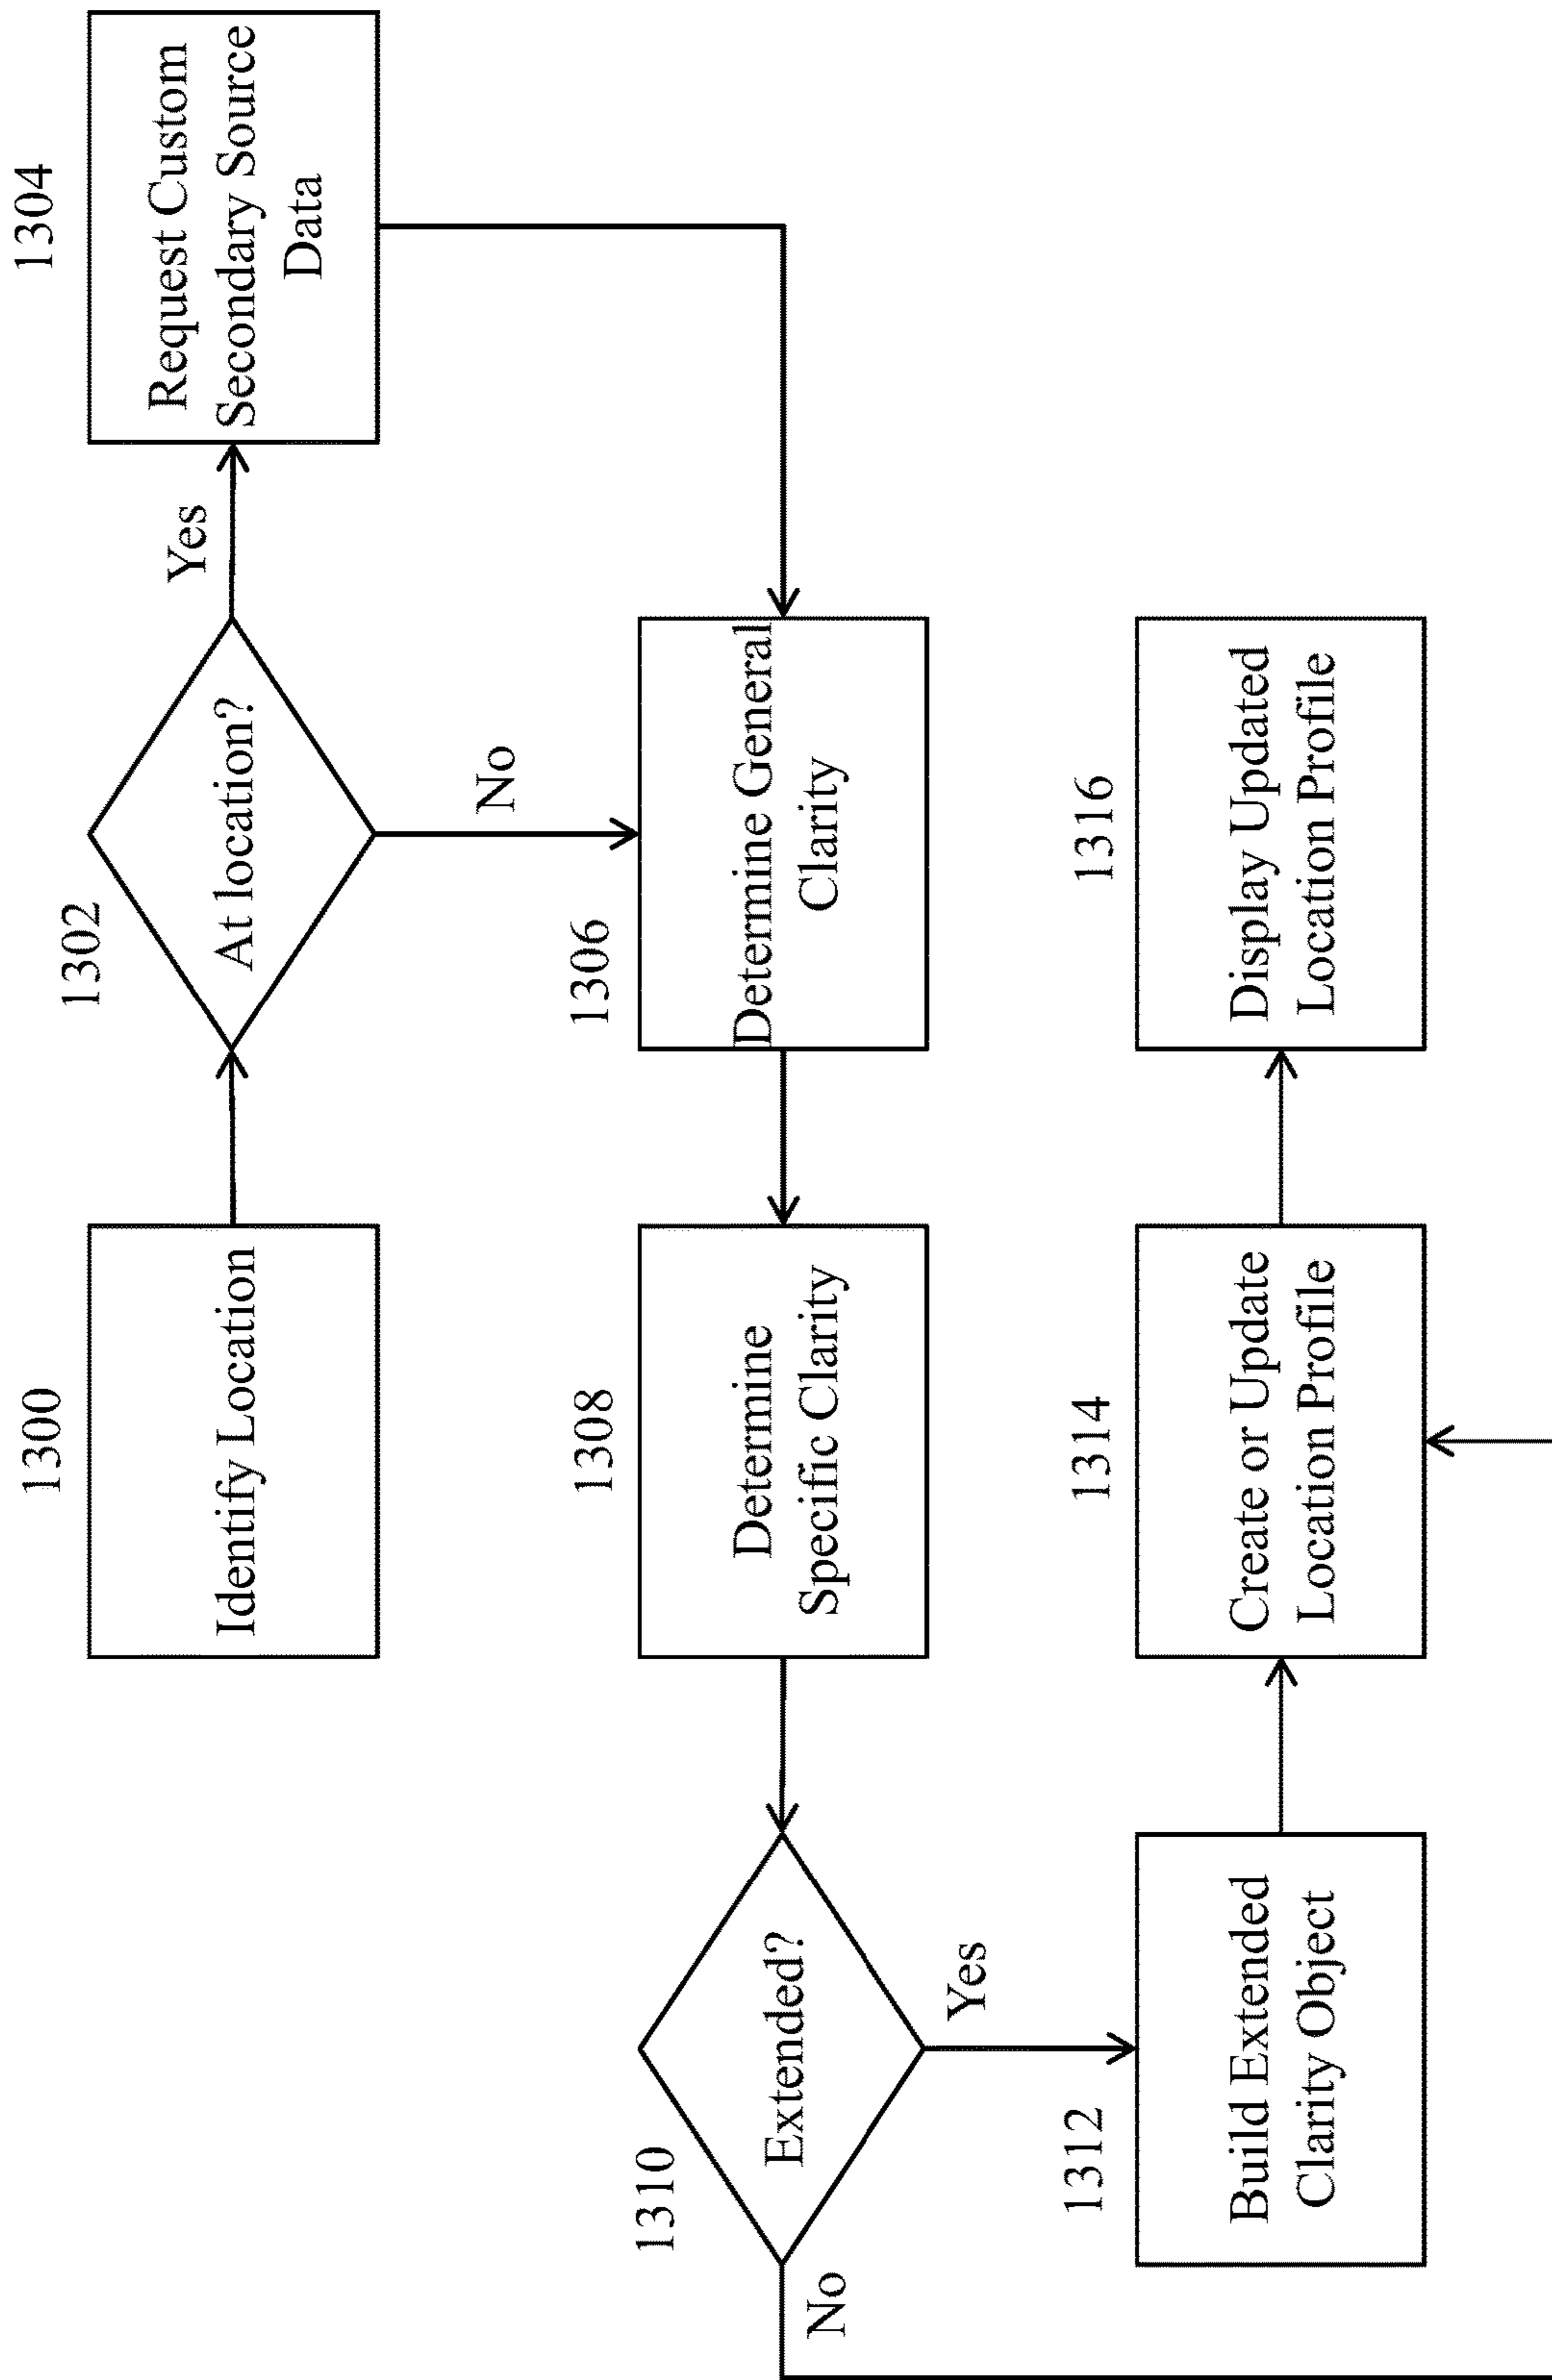 1300
Identify Location
1302
At location?
Yes
1304
Request Custom
Secondary Source
Data
No
1306
Determine General
Clarity
1308
Determine
Specific Clarity
1310
Extended?
No
Yes
1312
Build Extended
Clarity Object
1314
Create or Update
Location Profile
1316
Display Updated
Location Profile